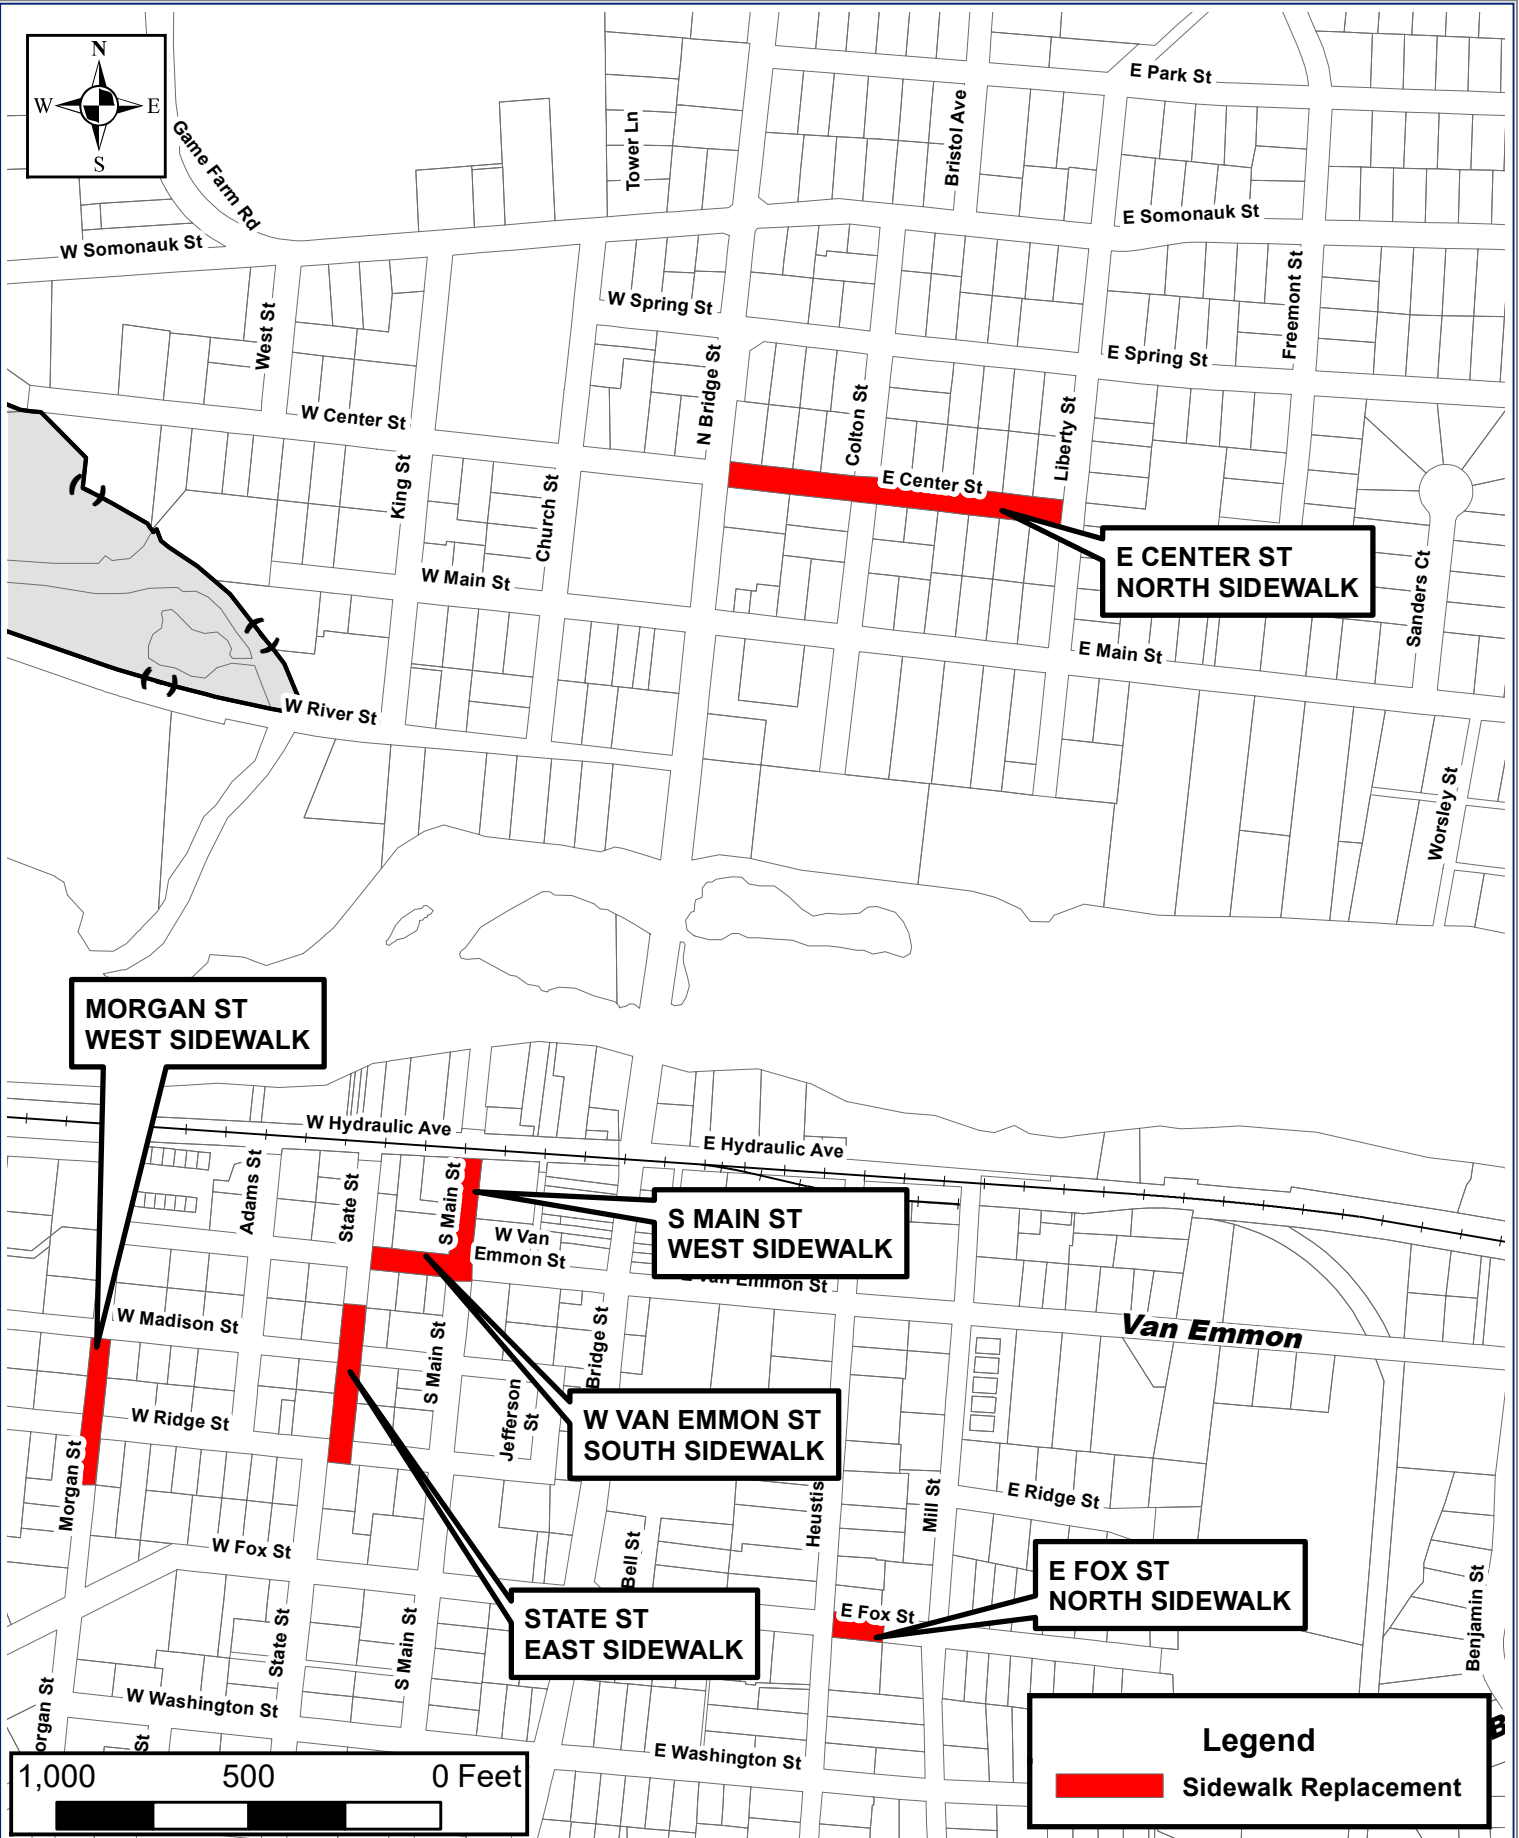 N
W E
S
Game Farm Rd
Tower Ln
Bristol Ave
E Park St
E Somonauk St
W Somonauk St
West St
W Spring St
N Bridge St
Freemont St
E Spring St
W Center St
King St
Church St
Colton St
Liberty St
E Center St
E CENTER ST
NORTH SIDEWALK
Sanders Ct
W Main St
E Main St
W River St
Worsley St
MORGAN ST
WEST SIDEWALK
W Hydraulic Ave
E Hydraulic Ave
Adams St
State St
S Main St
S MAIN ST
WEST SIDEWALK
W Van
Emmon St
E Van Emmon St
Van Emmon
W Madison St
S Main St
Bridge St
Jefferson
St
W VAN EMMON ST
SOUTH SIDEWALK
W Ridge St
Morgan St
Heustis
Mill St
E Ridge St
W Fox St
Bell St
E FOX ST
NORTH SIDEWALK
E Fox St
STATE ST
EAST SIDEWALK
Benjamin St
State St
S Main St
W Washington St
organ St
St
E Washington St
B
1,000 500 0 Feet
Legend
Sidewalk Replacement